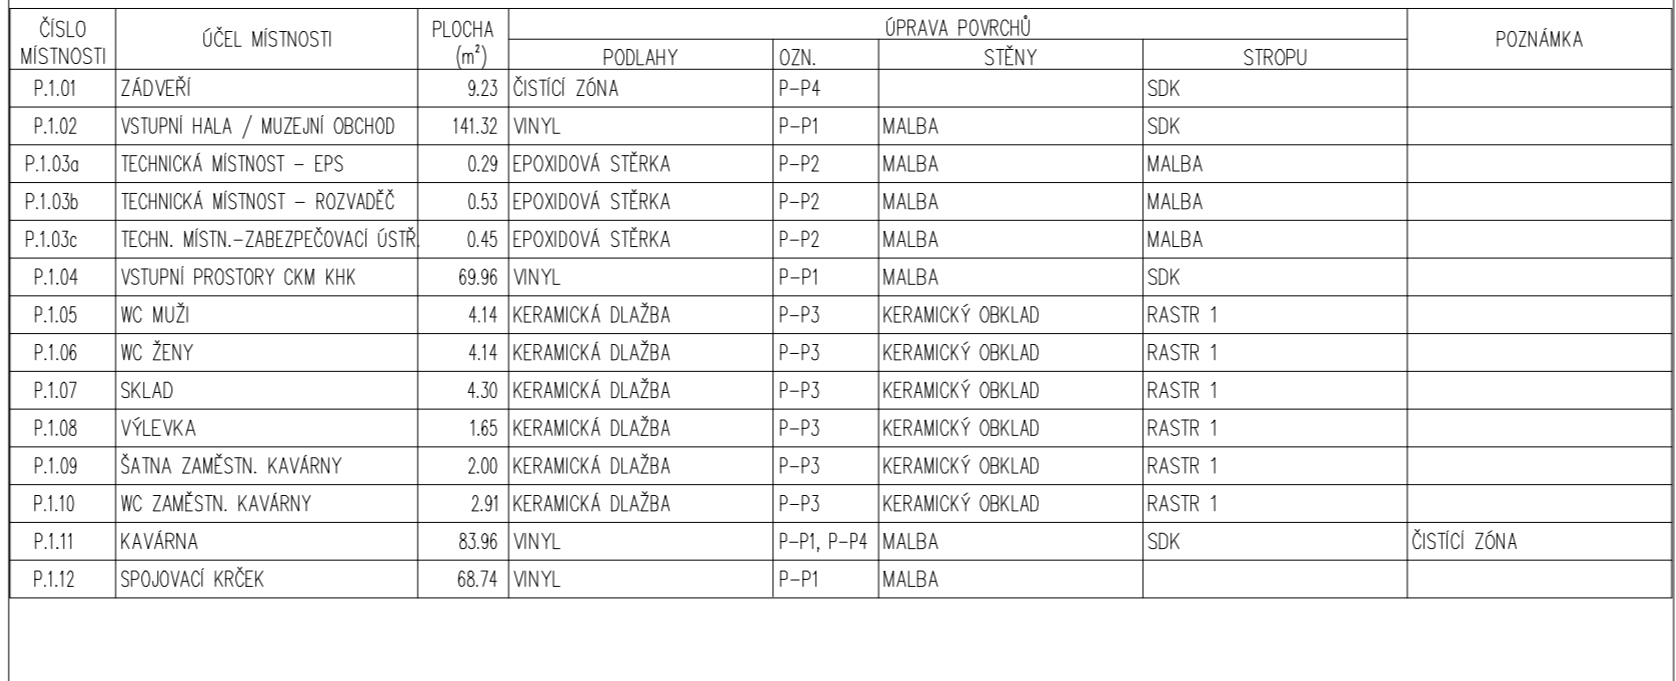 ČÍSLO MÍSTNOSTI ÚČEL MÍSTNOSTI PLOCHA (m²) ÚPRAVA POVRCHŮ POZNÁMKA
PODLAHY OZN. STĚNY STROPU
P.1.01 ZÁDVEŘÍ 9.23 ČISTÍCÍ ZÓNA P-P4 SDK
P.1.02 VSTUPNÍ HALA / MUZEJNÍ OBCHOD 141.32 VINYL P-P1 MALBA SDK
P.1.03a TECHNICKÁ MÍSTNOST - EPS 0.29 EPOXIDOVÁ STĚRKA P-P2 MALBA MALBA
P.1.03b TECHNICKÁ MÍSTNOST - ROZVADĚČ 0.53 EPOXIDOVÁ STĚRKA P-P2 MALBA MALBA
P.1.03c TECHN. MÍSTN.-ZABEZPEČOVACÍ ÚSTŘ. 0.45 EPOXIDOVÁ STĚRKA P-P2 MALBA MALBA
P.1.04 VSTUPNÍ PROSTORY CKM KHK 69.96 VINYL P-P1 MALBA SDK
P.1.05 WC MUŽI 4.14 KERAMICKÁ DLAŽBA P-P3 KERAMICKÝ OBKLAD RASTR 1
P.1.06 WC ŽENY 4.14 KERAMICKÁ DLAŽBA P-P3 KERAMICKÝ OBKLAD RASTR 1
P.1.07 SKLAD 4.30 KERAMICKÁ DLAŽBA P-P3 KERAMICKÝ OBKLAD RASTR 1
P.1.08 VÝLEVKA 1.65 KERAMICKÁ DLAŽBA P-P3 KERAMICKÝ OBKLAD RASTR 1
P.1.09 ŠATNA ZAMĚSTN. KAVÁRNY 2.00 KERAMICKÁ DLAŽBA P-P3 KERAMICKÝ OBKLAD RASTR 1
P.1.10 WC ZAMĚSTN. KAVÁRNY 2.91 KERAMICKÁ DLAŽBA P-P3 KERAMICKÝ OBKLAD RASTR 1
P.1.11 KAVÁRNA 83.96 VINYL P-P1, P-P4 MALBA SDK ČISTÍCÍ ZÓNA
P.1.12 SPOJOVACÍ KRČEK 68.74 VINYL P-P1 MALBA